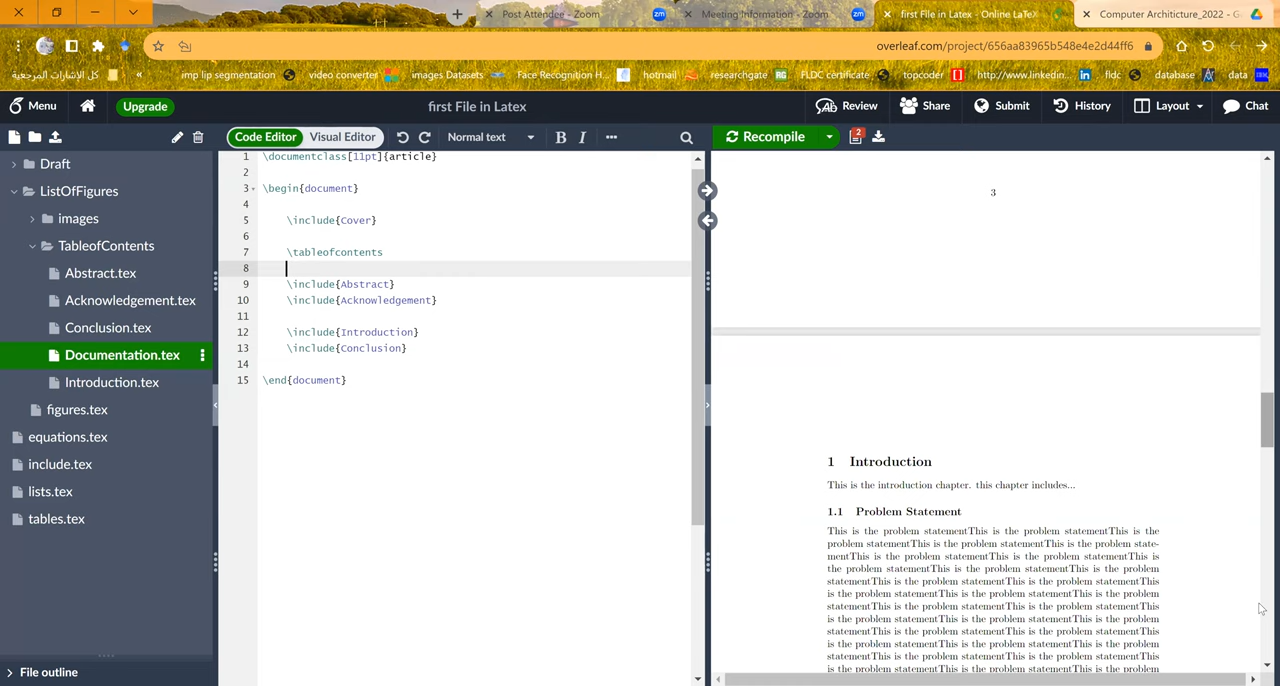 Post Attendee - Zoom
Meeting Information - Zoom
first File in Latex - Online LaTeX
Computer Architicture_2022 - G
overleaf.com/project/656aa83965b548e4e2d44ff6
كل الإشارات المرجعية
«
imp lip segmentation
video converter
images Datasets
Face Recognition H...
hotmail
researchgate
FLDC certificate
topcoder
http://www.linkedin...
fldc
database
data
Menu
Upgrade
first File in Latex
Review
Share
Submit
History
Layout
Chat
Code Editor
Visual Editor
Normal text
B
I
Recompile
2
Draft
ListOfFigures
images
TableofContents
Abstract.tex
Acknowledgement.tex
Conclusion.tex
Documentation.tex
Introduction.tex
figures.tex
equations.tex
include.tex
lists.tex
tables.tex
File outline
1 \documentclass[11pt]{article}
2
3 \begin{document}
4
5 \include{Cover}
6
7 \tableofcontents
8
9 \include{Abstract}
10 \include{Acknowledgement}
11
12 \include{Introduction}
13 \include{Conclusion}
14
15 \end{document}
3
1 Introduction
This is the introduction chapter. this chapter includes...
1.1 Problem Statement
This is the problem statementThis is the problem statementThis is the
problem statementThis is the problem statementThis is the problem state-
mentThis is the problem statementThis is the problem statementThis is
the problem statementThis is the problem statementThis is the problem
statementThis is the problem statementThis is the problem statementThis
is the problem statementThis is the problem statementThis is the problem
statementThis is the problem statementThis is the problem statementThis
is the problem statementThis is the problem statementThis is the problem
statementThis is the problem statementThis is the problem statementThis
is the problem statementThis is the problem statementThis is the problem
statementThis is the problem statementThis is the problem statementThis
is the problem statementThis is the problem statementThis is the problem